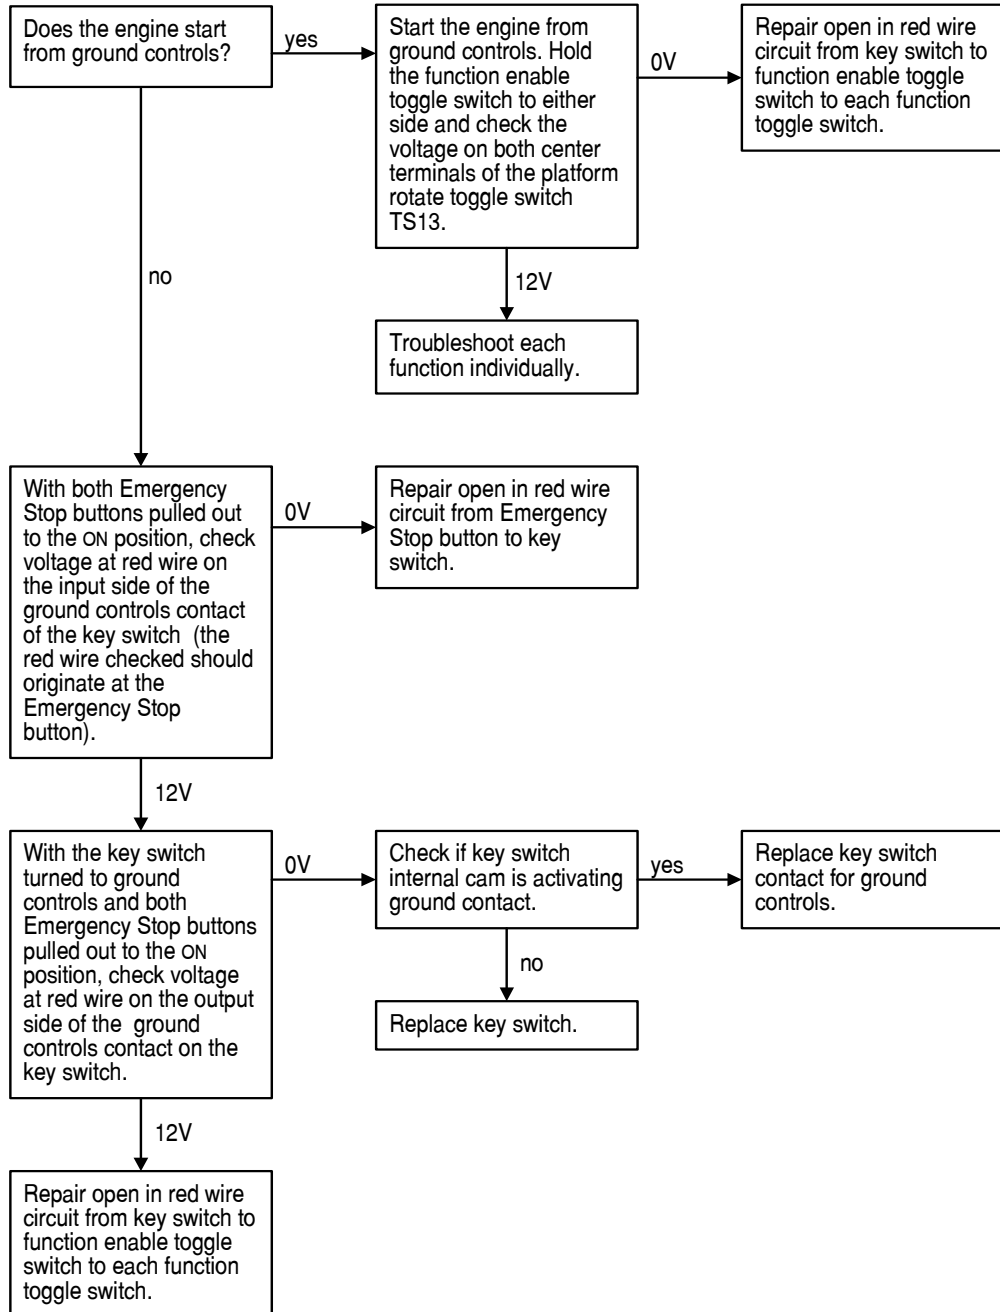 Does the engine start
from ground controls?
yes
Start the engine from
ground controls. Hold
the function enable
toggle switch to either
side and check the
voltage on both center
terminals of the platform
rotate toggle switch
TS13.
0V
Repair open in red wire
circuit from key switch to
function enable toggle
switch to each function
toggle switch.
12V
Troubleshoot each
function individually.
no
With both Emergency
Stop buttons pulled out
to the ON position, check
voltage at red wire on
the input side of the
ground controls contact
of the key switch (the
red wire checked should
originate at the
Emergency Stop
button).
0V
Repair open in red wire
circuit from Emergency
Stop button to key
switch.
12V
With the key switch
turned to ground
controls and both
Emergency Stop buttons
pulled out to the ON
position, check voltage
at red wire on the output
side of the ground
controls contact on the
key switch.
0V
Check if key switch
internal cam is activating
ground contact.
yes
Replace key switch
contact for ground
controls.
no
Replace key switch.
12V
Repair open in red wire
circuit from key switch to
function enable toggle
switch to each function
toggle switch.